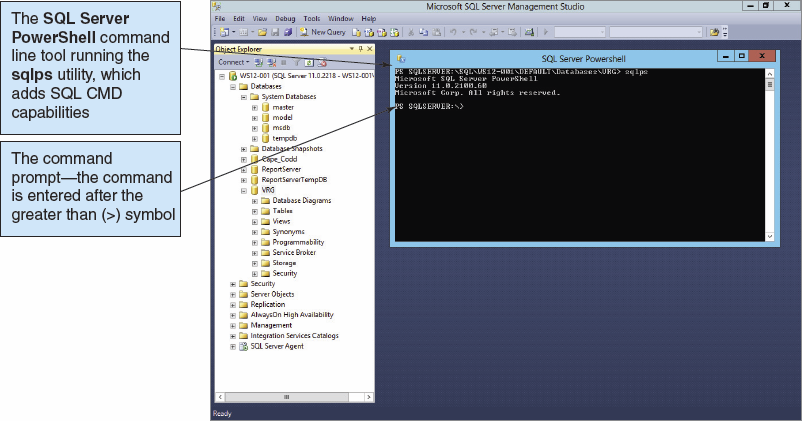 The SQL Server
PowerShell command
line tool running the
sqlps utility, which
adds SQL CMD
capabilities
The command
prompt—the command
is entered after the
greater than (>) symbol
Microsoft SQL Server Management Studio
File Edit View Debug Tools Window Help
New Query
Object Explorer
Connect
WS12-001 (SQL Server 11.0.2218 - WS12-001\
Databases
System Databases
master
model
msdb
tempdb
Database Snapshots
Cape_Codd
ReportServer
ReportServerTempDB
VRG
Database Diagrams
Tables
Views
Synonyms
Programmability
Service Broker
Storage
Security
Security
Server Objects
Replication
AlwaysOn High Availability
Management
Integration Services Catalogs
SQL Server Agent
Ready
SQL Server Powershell
PS SQLSERVER:\SQL\WS12-001\DEFAULT\Databases\VRG> sqlps
Microsoft SQL Server PowerShell
Version 11.0.2100.60
Microsoft Corp. All rights reserved.
PS SQLSERVER:\>